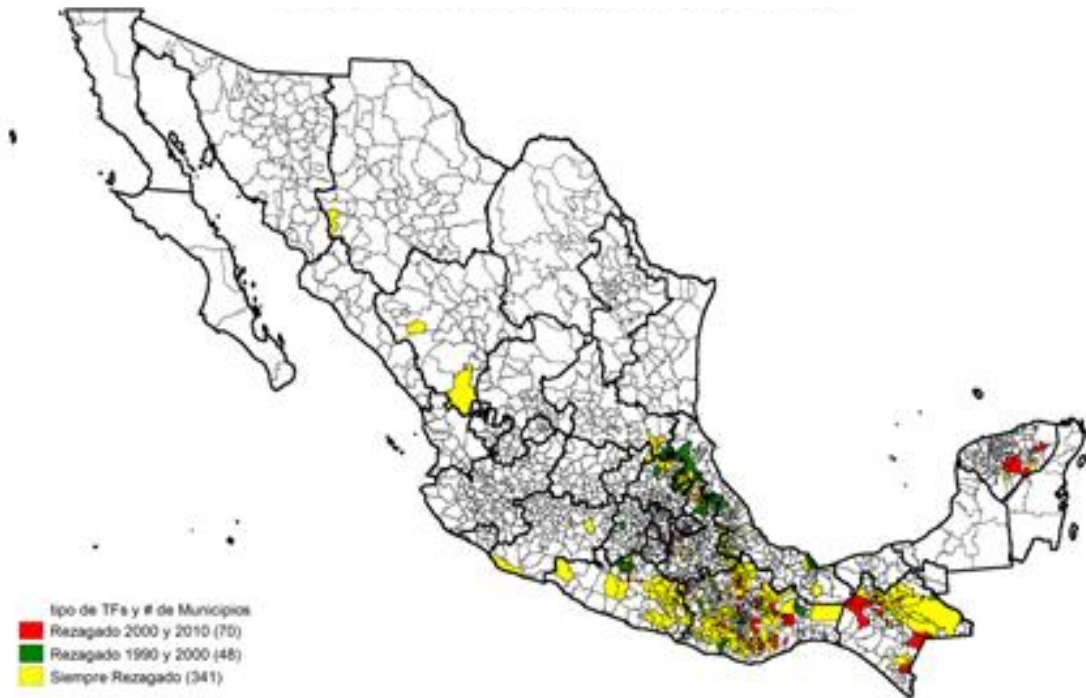 tipo de TFs y # de Municipios
Rezagado 2000 y 2010 (70)
Rezagado 1990 y 2000 (48)
Siempre Rezagado (341)